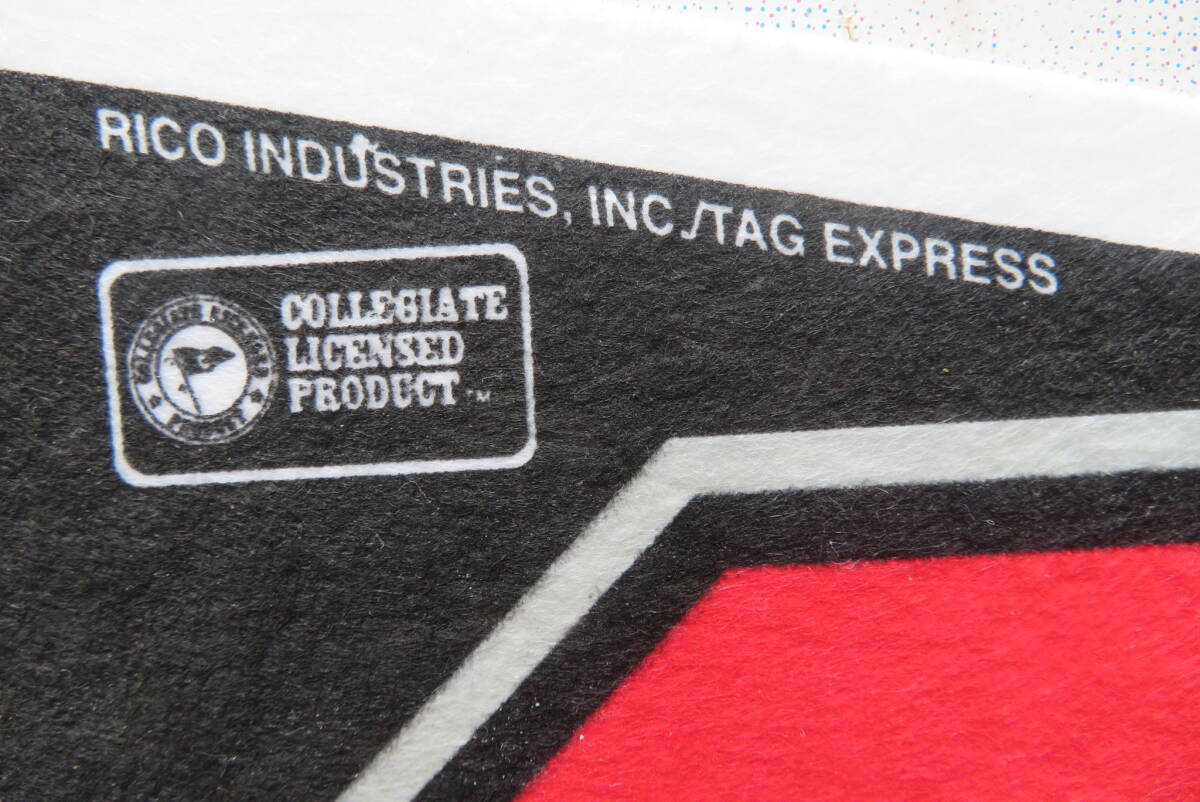 RICO INDUSTRIES, INC./TAG EXPRESS
COLLEGIATE
LICENSED
PRODUCT™